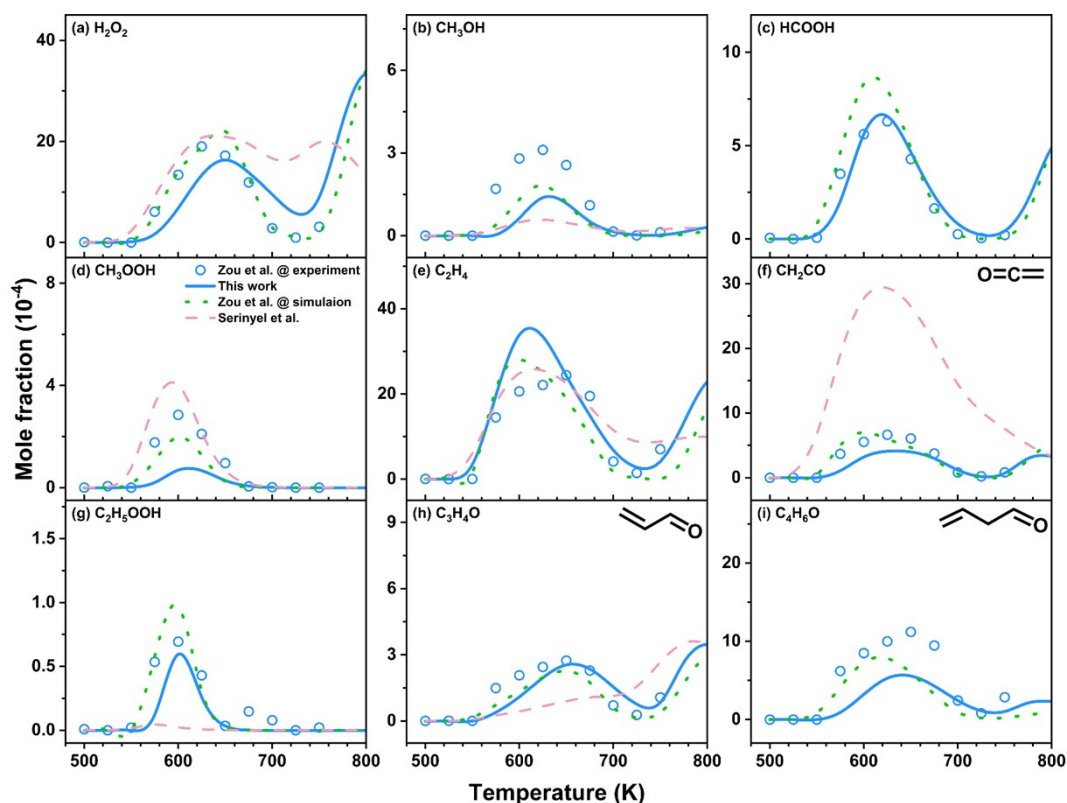 (a) H₂O₂
(b) CH₃OH
(c) HCOOH
40
20
0
6
3
0
10
5
0
(d) CH₃OOH
Zou et al. @ experiment
This work
Zou et al. @ simulaion
Serinyel et al.
(e) C₂H₄
(f) CH₂CO
O=C=
8
4
0
40
20
0
30
20
10
0
(g) C₂H₅OOH
(h) C₃H₄O
O
(i) C₄H₆O
O
1.5
1.0
0.5
0.0
9
6
3
0
20
10
0
500
600
700
800
500
600
700
800
500
600
700
800
Mole fraction (10⁻⁴)
Temperature (K)